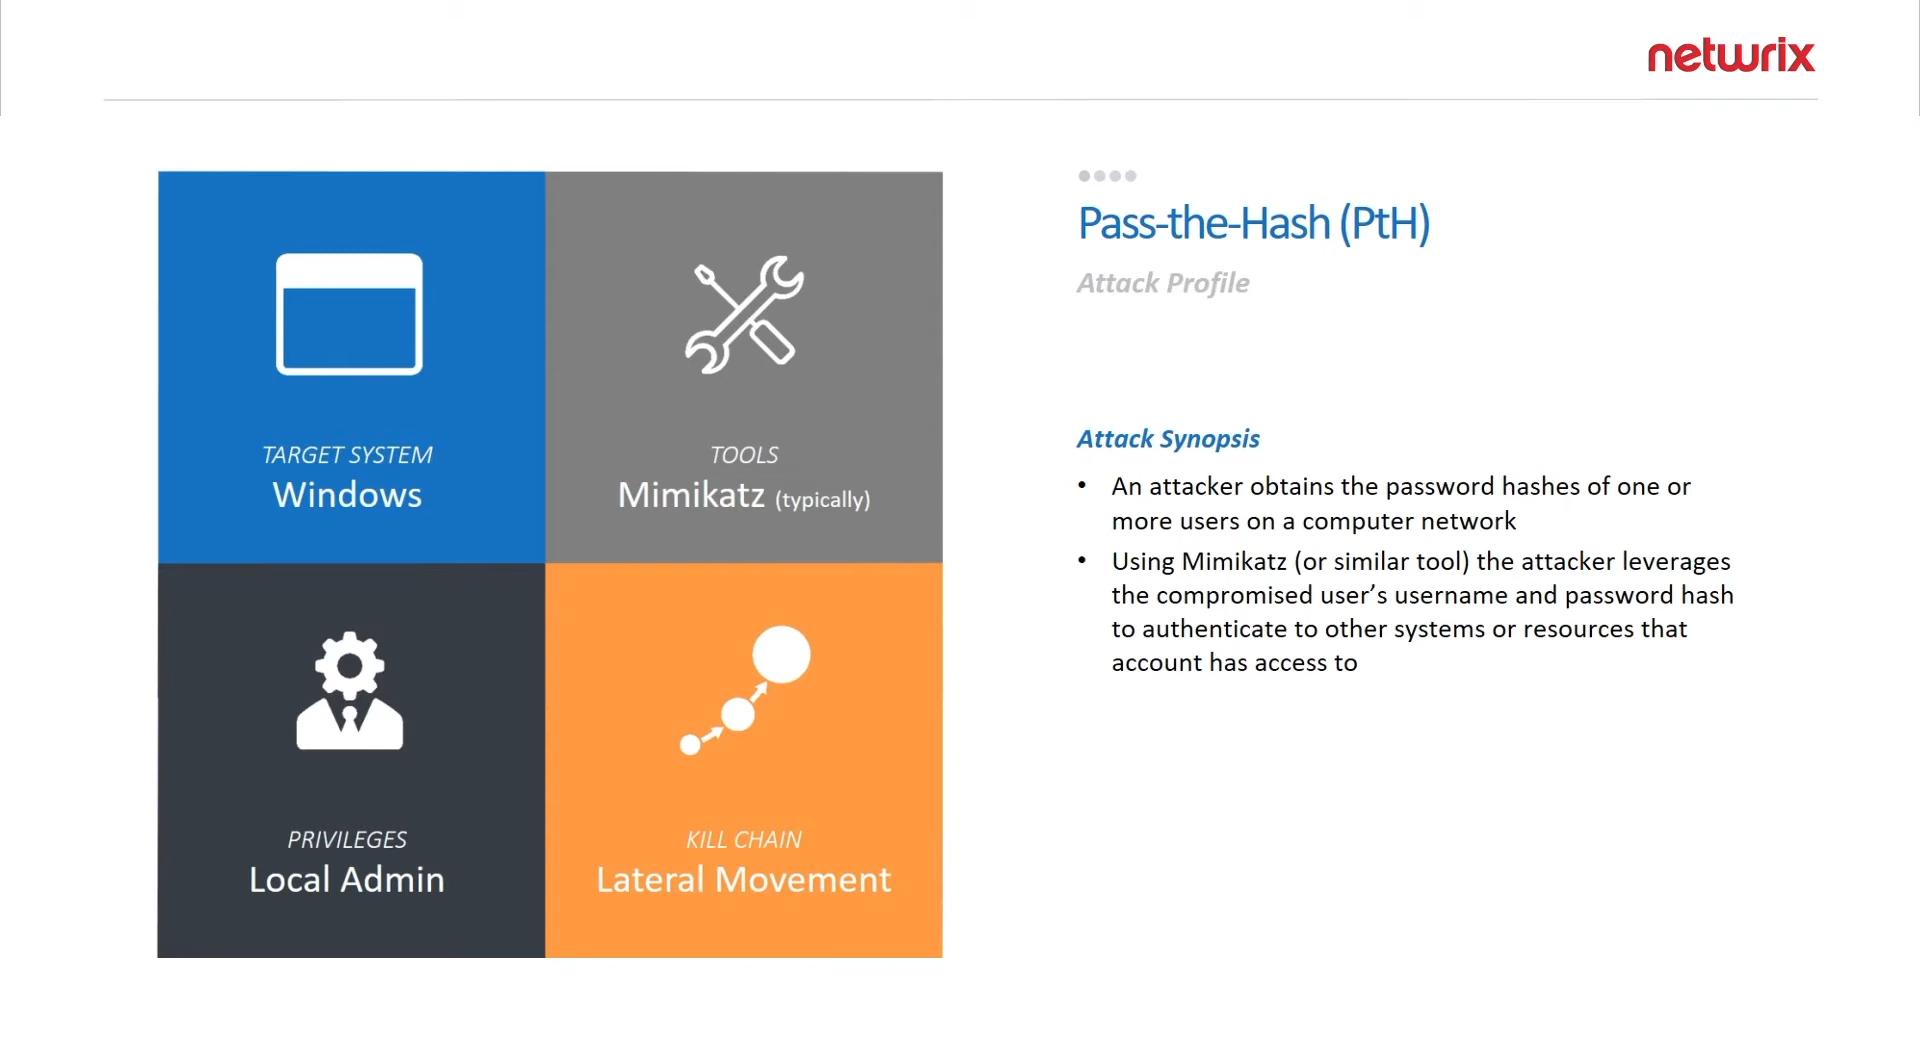 netwrix
TARGET SYSTEM
Windows
TOOLS
Mimikatz (typically)
PRIVILEGES
Local Admin
KILL CHAIN
Lateral Movement
Pass-the-Hash (PtH)
Attack Profile
Attack Synopsis
• An attacker obtains the password hashes of one or
more users on a computer network
• Using Mimikatz (or similar tool) the attacker leverages
the compromised user’s username and password hash
to authenticate to other systems or resources that
account has access to